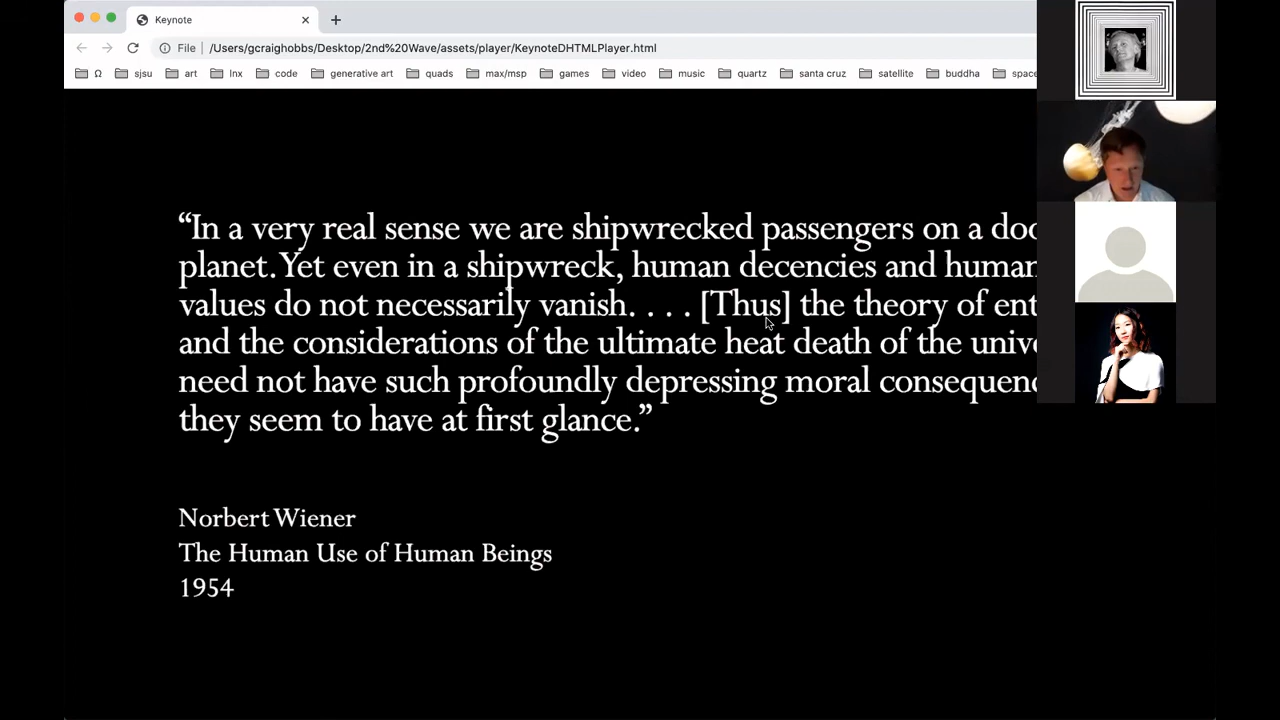 Keynote
File /Users/gcraighobbs/Desktop/2nd%20Wave/assets/player/KeynoteDHTMLPlayer.html
Ω sjsu art lnx code generative art quads max/msp games video music quartz santa cruz satellite buddha space
“In a very real sense we are shipwrecked passengers on a
planet. Yet even in a shipwreck, human decencies and human
values do not necessarily vanish. . . . [Thus] the theory of
and the considerations of the ultimate heat death of the
need not have such profoundly depressing moral
they seem to have at first glance.”
Norbert Wiener
The Human Use of Human Beings
1954